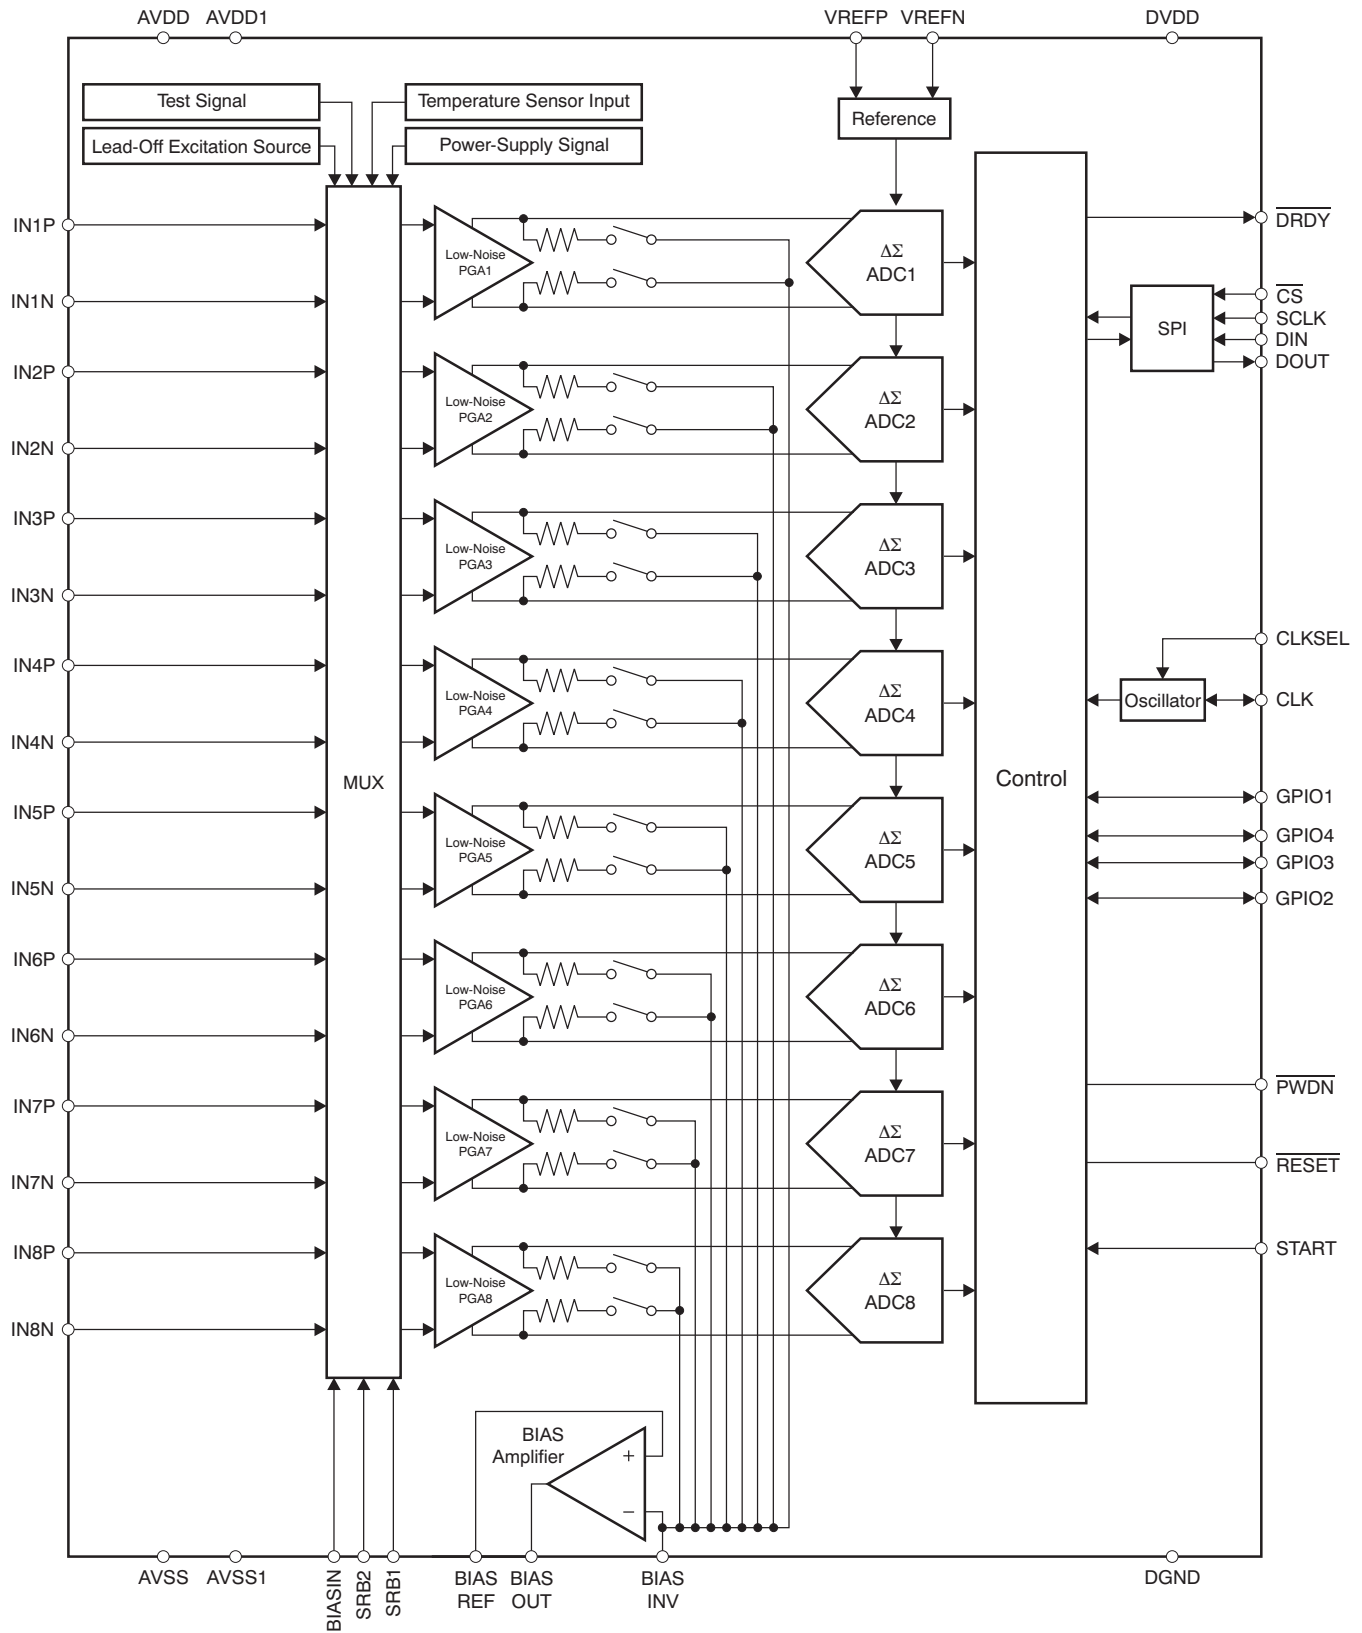 AVDD AVDD1 VREFP VREFN DVDD
Test Signal
Temperature Sensor Input
Lead-Off Excitation Source
Power-Supply Signal
Reference
IN1P
IN1N
IN2P
IN2N
IN3P
IN3N
IN4P
IN4N
IN5P
IN5N
IN6P
IN6N
IN7P
IN7N
IN8P
IN8N
MUX
Low-Noise
PGA1
Low-Noise
PGA2
Low-Noise
PGA3
Low-Noise
PGA4
Low-Noise
PGA5
Low-Noise
PGA6
Low-Noise
PGA7
Low-Noise
PGA8
ΔΣ
ADC1
ΔΣ
ADC2
ΔΣ
ADC3
ΔΣ
ADC4
ΔΣ
ADC5
ΔΣ
ADC6
ΔΣ
ADC7
ΔΣ
ADC8
Control
SPI
Oscillator
DRDY
CS
SCLK
DIN
DOUT
CLKSEL
CLK
GPIO1
GPIO4
GPIO3
GPIO2
PWDN
RESET
START
BIAS
Amplifier
+
−
AVSS AVSS1
BIASIN
SRB2
SRB1
BIAS
REF
BIAS
OUT
BIAS
INV
DGND